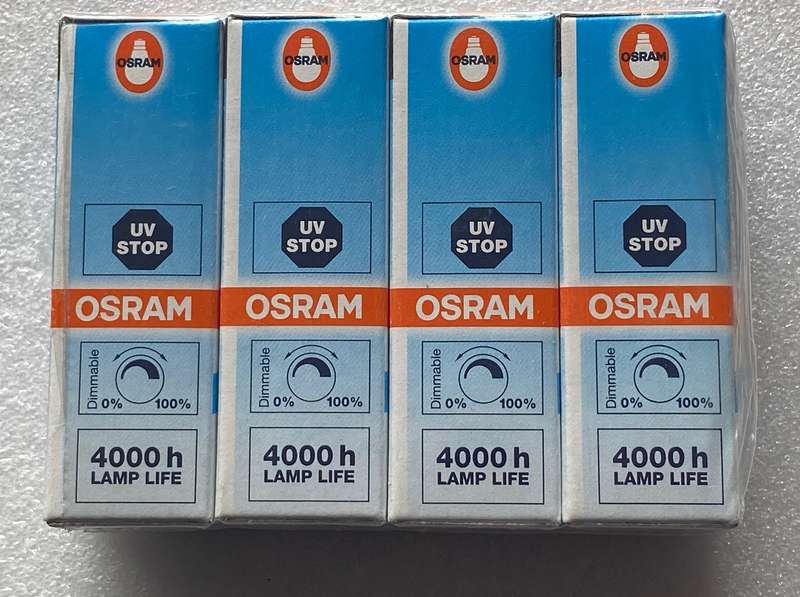 OSRAM OSRAM OSRAM OSRAM
UV UV UV UV
STOP STOP STOP STOP
OSRAM OSRAM OSRAM OSRAM
Dimmable Dimmable Dimmable Dimmable
0% 100% 0% 100% 0% 100% 0% 100%
4000 h 4000 h 4000 h 4000 h
LAMP LIFE LAMP LIFE LAMP LIFE LAMP LIFE